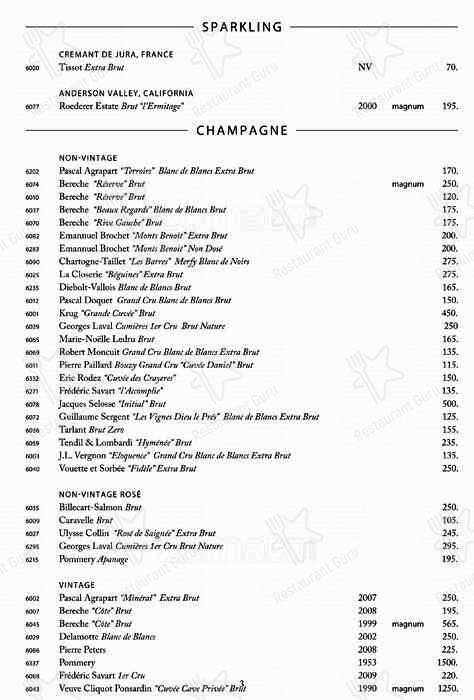 SPARKLING
CREMANT DE JURA, FRANCE
6000 Tissot Extra Brut NV 70.
ANDERSON VALLEY, CALIFORNIA
6077 Roederer Estate Brut "l'Ermitage" 2000 magnum 195.
CHAMPAGNE
NON-VINTAGE
6202 Pascal Agrapart "Terroirs" Blanc de Blancs Extra Brut 170.
6074 Bereche "Réserve" Brut magnum 250.
6010 Bereche "Réserve" Brut 120.
6037 Bereche "Beaux Regards" Blanc de Blancs Brut 175.
6070 Bereche "Rive Gauche" Brut 175.
6062 Emannuel Brochet "Monts Benoit" Extra Brut 200.
6283 Emannuel Brochet "Monts Benoit" Non Dosé 200.
6090 Chartogne-Taillet "Les Barres" Merfy Blanc de Noirs 275.
6025 La Closerie "Béguines" Extra Brut 275.
6235 Diebolt-Vallois Blanc de Blancs Brut 165.
6012 Pascal Doquet Grand Cru Blanc de Blancs Brut 150.
6001 Krug "Grande Cuvée" Brut 450.
6039 Georges Laval Cumières 1er Cru Brut Nature 250
6065 Marie-Noëlle Ledru Brut 165.
6069 Robert Moncuit Grand Cru Blanc de Blancs Extra Brut 135.
6011 Pierre Paillard Bouzy Grand Cru "Cuvée Daniel" Brut 115.
6332 Eric Rodez "Cuvée des Crayeres" 150.
6271 Frédéric Savart "l'Accomplie" 135.
6078 Jacques Selosse "Initial" Brut 500.
6072 Guillaume Sergent "Les Vignes Dieu le Prés" Blanc de Blancs Extra Brut 125.
6036 Tarlant Brut Zero 155.
6059 Tendil & Lombardi "Hyménée" Brut 235.
6003 J.L. Vergnon "Eloquence" Grand Cru Blanc de Blancs Extra Brut 135.
6040 Vouette et Sorbée "Fidèle" Extra Brut 250.
NON-VINTAGE ROSÉ
6055 Billecart-Salmon Brut 250.
6009 Caravelle Brut 105.
6027 Ulysse Collin "Rosé de Saignée" Extra Brut 245.
6295 Georges Laval Cumières 1er Cru Brut Nature 295.
6215 Pommery Apanage 195.
VINTAGE
6002 Pascal Agrapart "Minéral" Extra Brut 2007 250.
6007 Bereche "Côte" Brut 2008 195.
6045 Bereche "Côte" Brut 1999 magnum 565.
6029 Delamotte Blanc de Blancs 2002 250.
6086 Pierre Peters 2008 225.
6337 Pommery 1953 1500.
6068 Frédéric Savart 1er Cru 2009 220.
6043 Veuve Cliquot Ponsardin "Cuvée Cave Privée" Brut 1990 magnum 1250.
3
Restaurant Guru